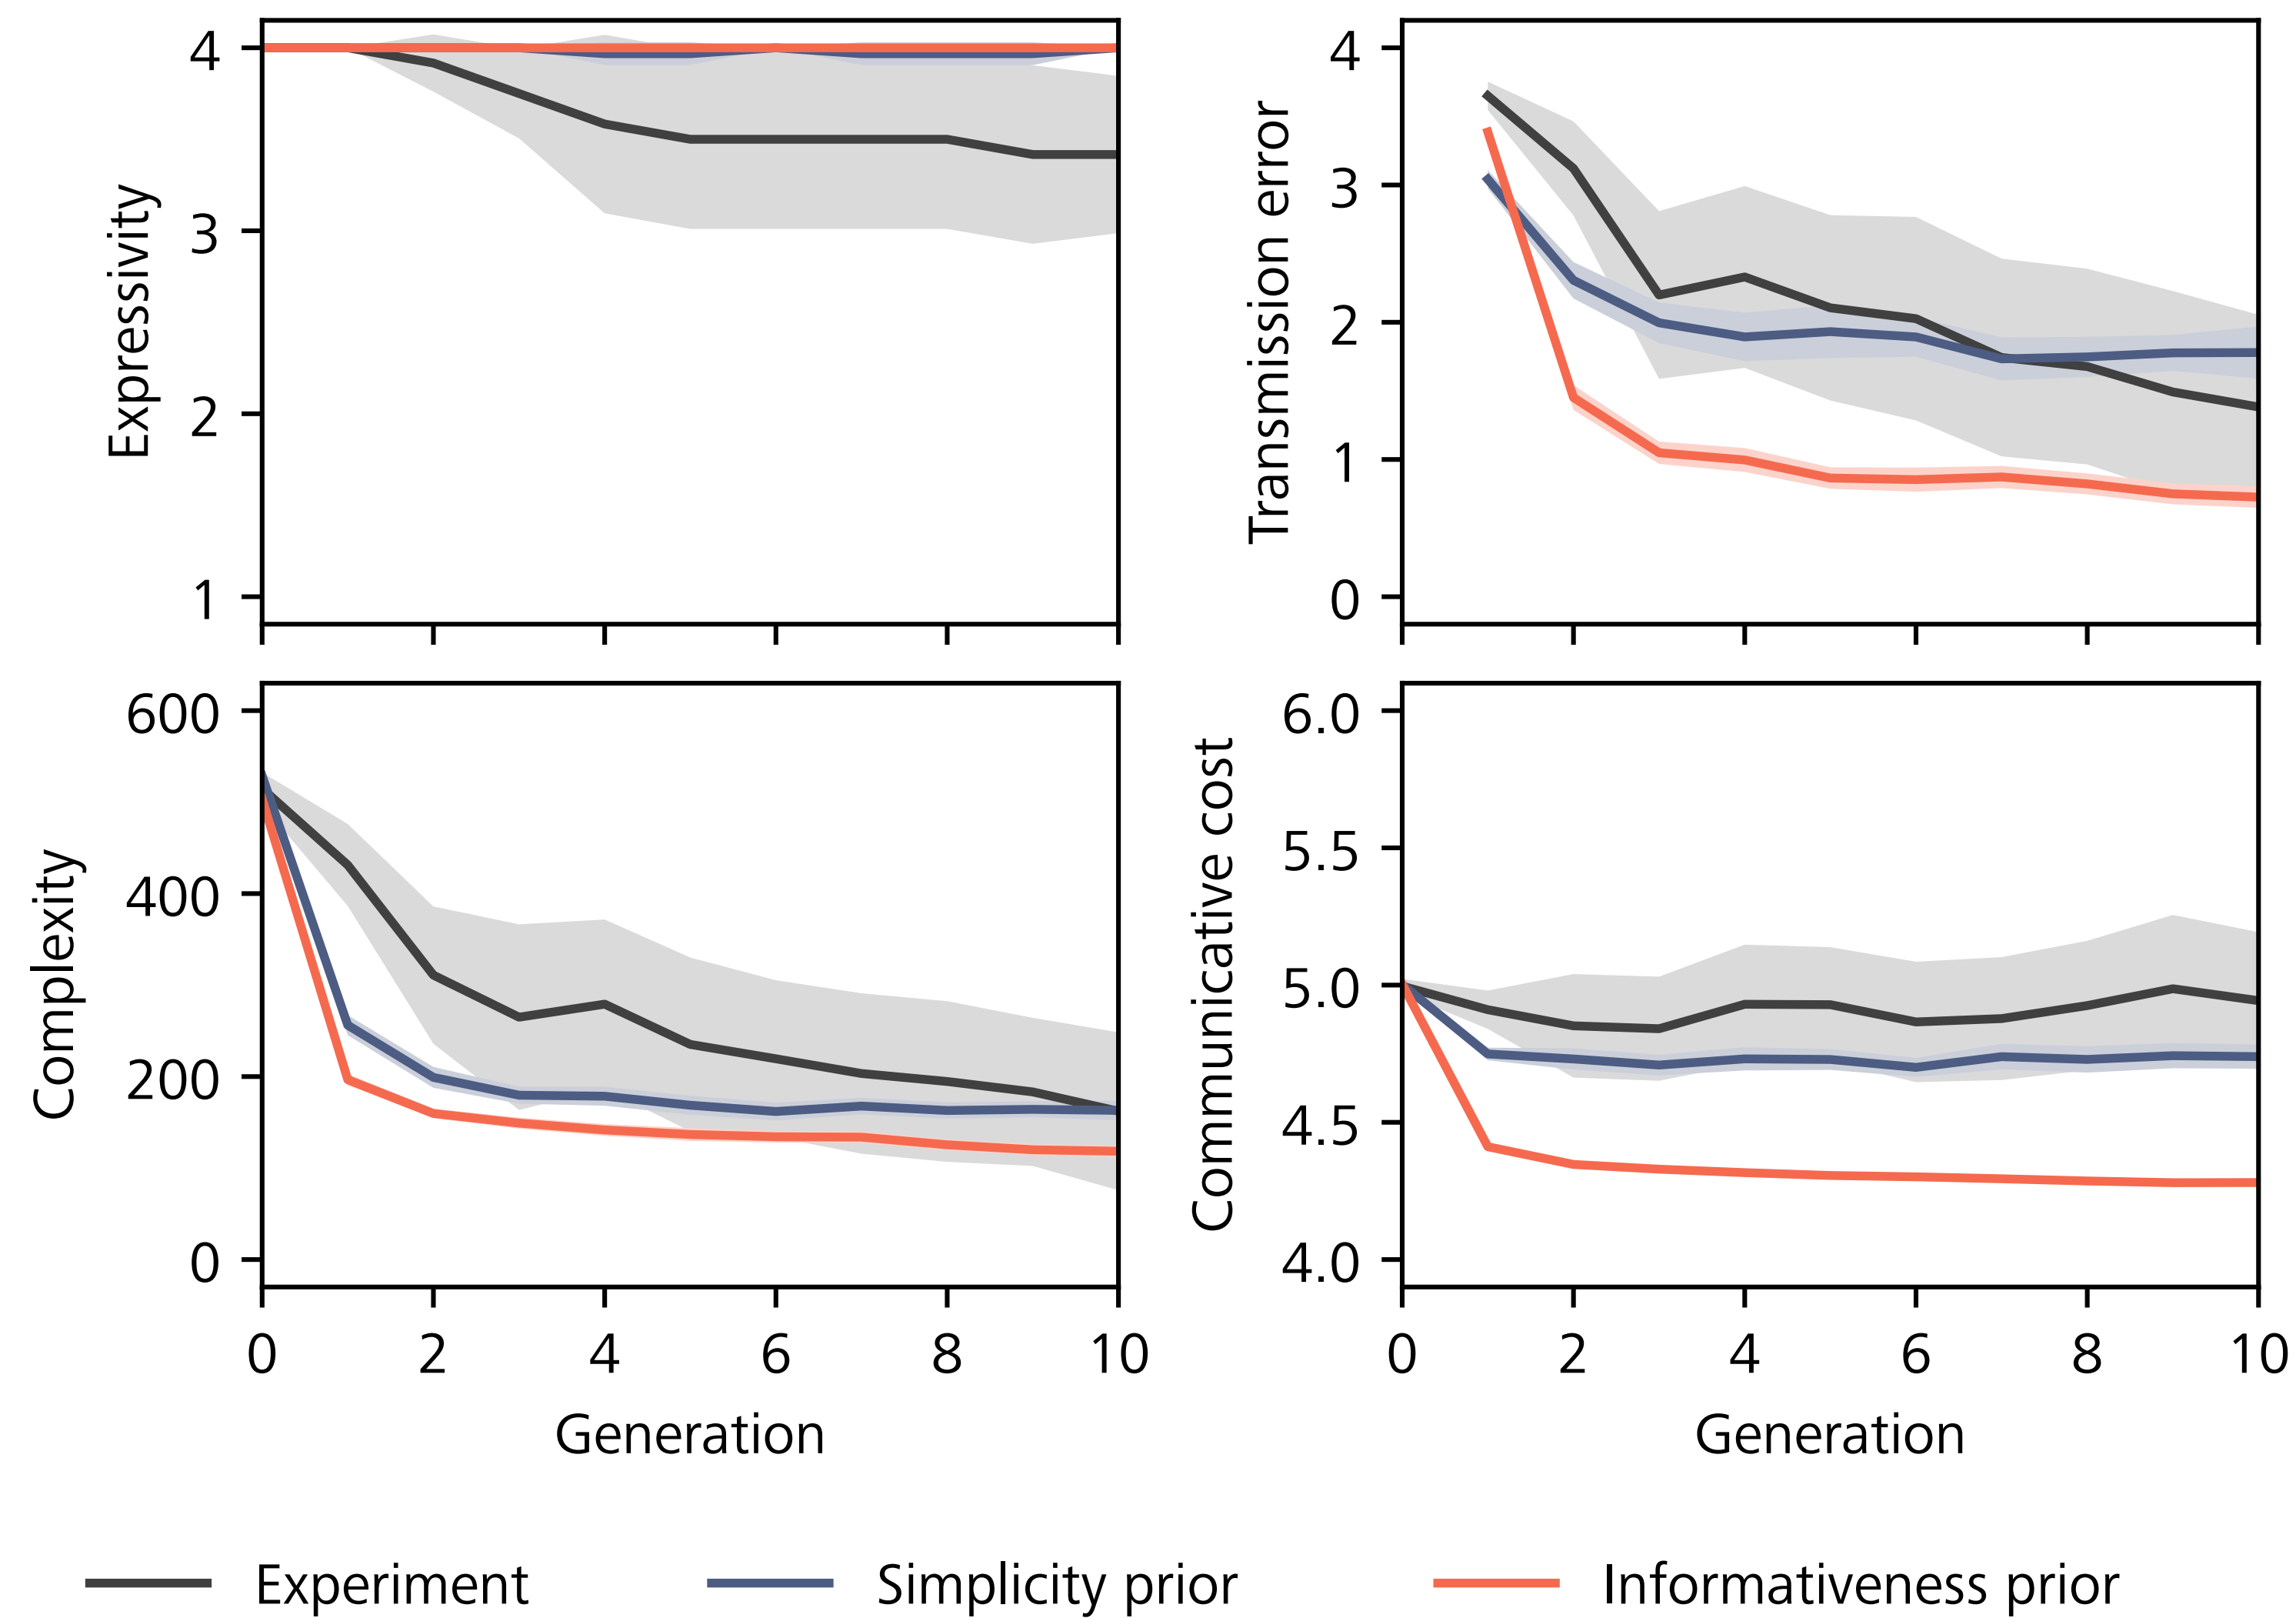 Expressivity
4
3
2
1
Transmission error
4
3
2
1
0
Complexity
600
400
200
0
0 2 4 6 8 10
Generation
Communicative cost
6.0
5.5
5.0
4.5
4.0
0 2 4 6 8 10
Generation
Experiment Simplicity prior Informativeness prior